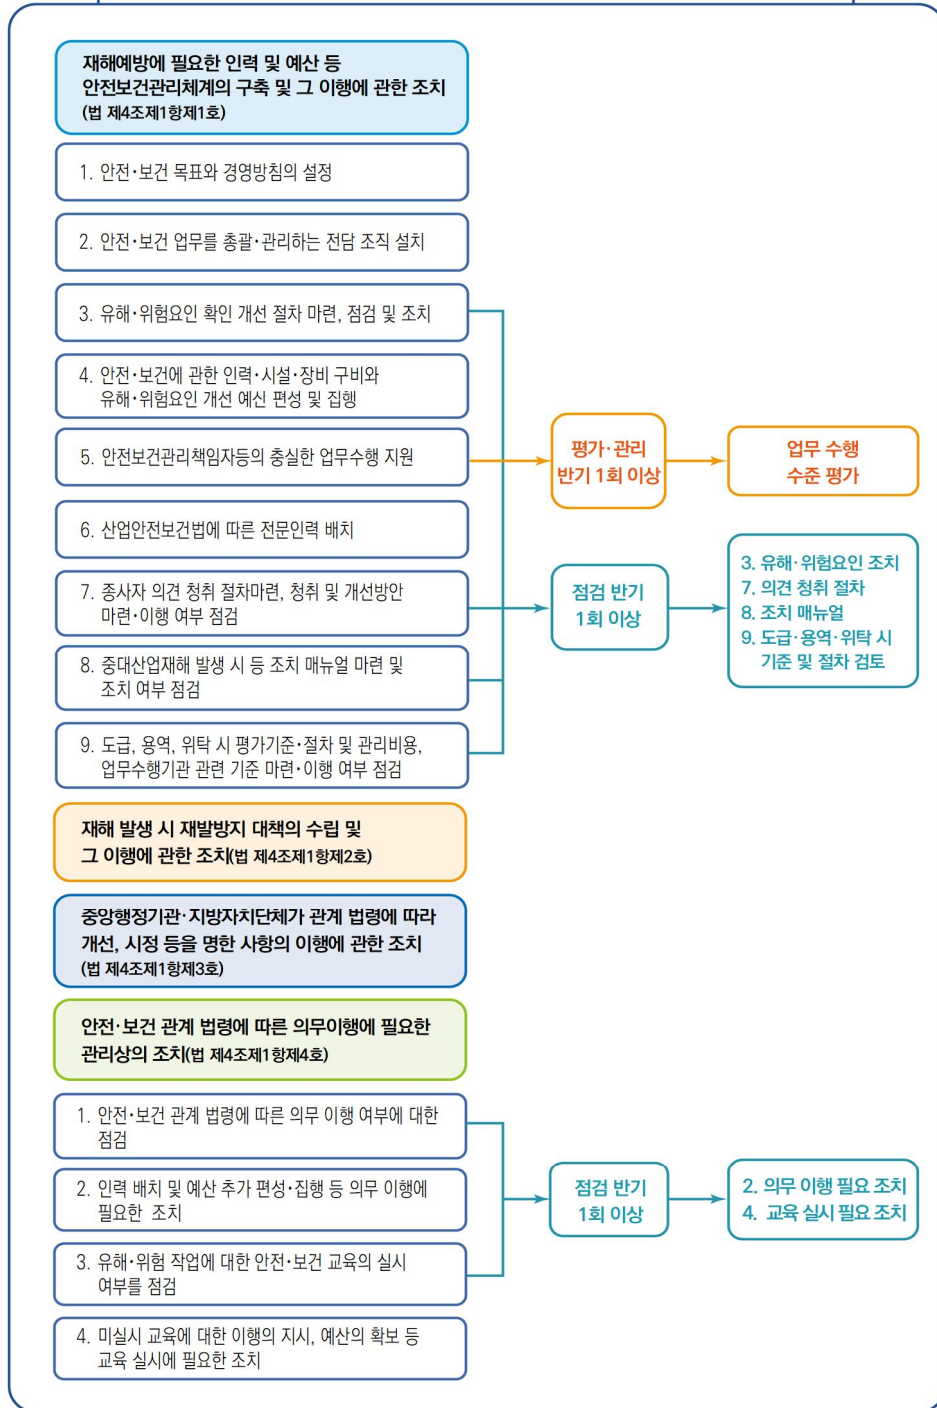 재해예방에 필요한 인력 및 예산 등
안전보건관리체계의 구축 및 그 이행에 관한 조치
(법 제4조제1항제1호)
1. 안전·보건 목표와 경영방침의 설정
2. 안전·보건 업무를 총괄·관리하는 전담 조직 설치
3. 유해·위험요인 확인 개선 절차 마련, 점검 및 조치
4. 안전·보건에 관한 인력·시설·장비 구비와
유해·위험요인 개선 예산 편성 및 집행
5. 안전보건관리책임자등의 충실한 업무수행 지원
평가·관리
반기 1회 이상
업무 수행
수준 평가
6. 산업안전보건법에 따른 전문인력 배치
7. 종사자 의견 청취 절차마련, 청취 및 개선방안
마련·이행 여부 점검
점검 반기
1회 이상
3. 유해·위험요인 조치
7. 의견 청취 절차
8. 조치 매뉴얼
9. 도급·용역·위탁 시
기준 및 절차 검토
8. 중대산업재해 발생 시 등 조치 매뉴얼 마련 및
조치 여부 점검
9. 도급, 용역, 위탁 시 평가기준·절차 및 관리비용,
업무수행기관 관련 기준 마련·이행 여부 점검
재해 발생 시 재발방지 대책의 수립 및
그 이행에 관한 조치(법 제4조제1항제2호)
중앙행정기관·지방자치단체가 관계 법령에 따라
개선, 시정 등을 명한 사항의 이행에 관한 조치
(법 제4조제1항제3호)
안전·보건 관계 법령에 따른 의무이행에 필요한
관리상의 조치(법 제4조제1항제4호)
1. 안전·보건 관계 법령에 따른 의무 이행 여부에 대한
점검
2. 인력 배치 및 예산 추가 편성·집행 등 의무 이행에
필요한 조치
점검 반기
1회 이상
2. 의무 이행 필요 조치
4. 교육 실시 필요 조치
3. 유해·위험 작업에 대한 안전·보건 교육의 실시
여부를 점검
4. 미실시 교육에 대한 이행의 지시, 예산의 확보 등
교육 실시에 필요한 조치